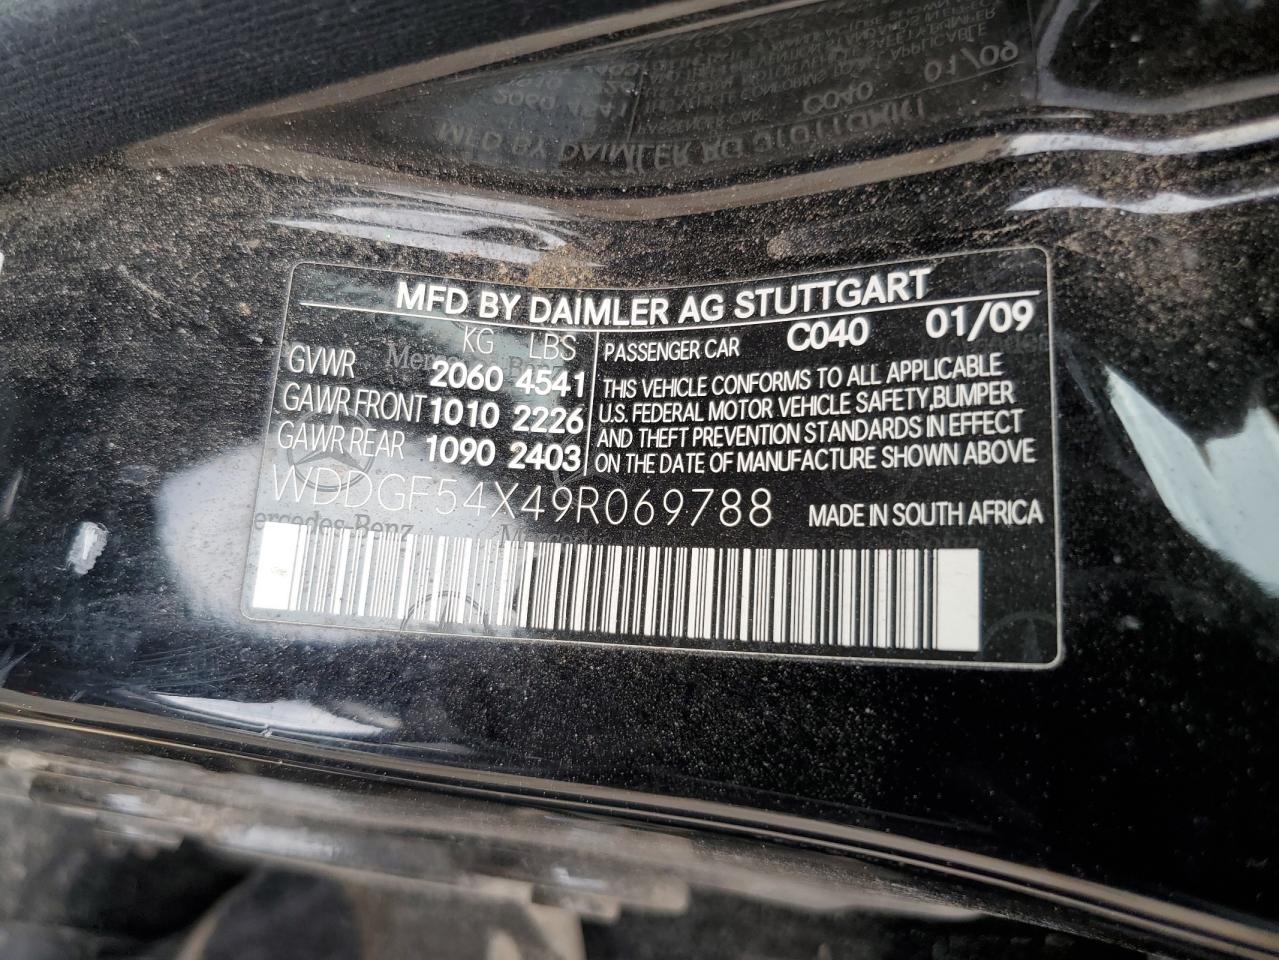 MFD BY DAIMLER AG STUTTGART
KG LBS
GVWR 2060 4541
GAWR FRONT 1010 2226
GAWR REAR 1090 2403
PASSENGER CAR C040 01/09
THIS VEHICLE CONFORMS TO ALL APPLICABLE
U.S. FEDERAL MOTOR VEHICLE SAFETY,BUMPER
AND THEFT PREVENTION STANDARDS IN EFFECT
ON THE DATE OF MANUFACTURE SHOWN ABOVE
WDDGF54X49R069788 MADE IN SOUTH AFRICA
Mercedes-Benz